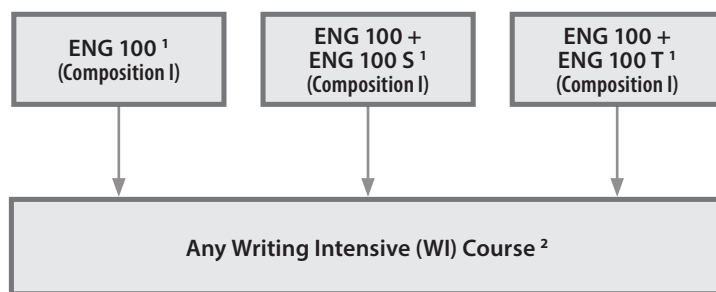 ENG 100 ¹
(Composition I)
ENG 100 +
ENG 100 S ¹
(Composition I)
ENG 100 +
ENG 100 T ¹
(Composition I)
Any Writing Intensive (WI) Course ²